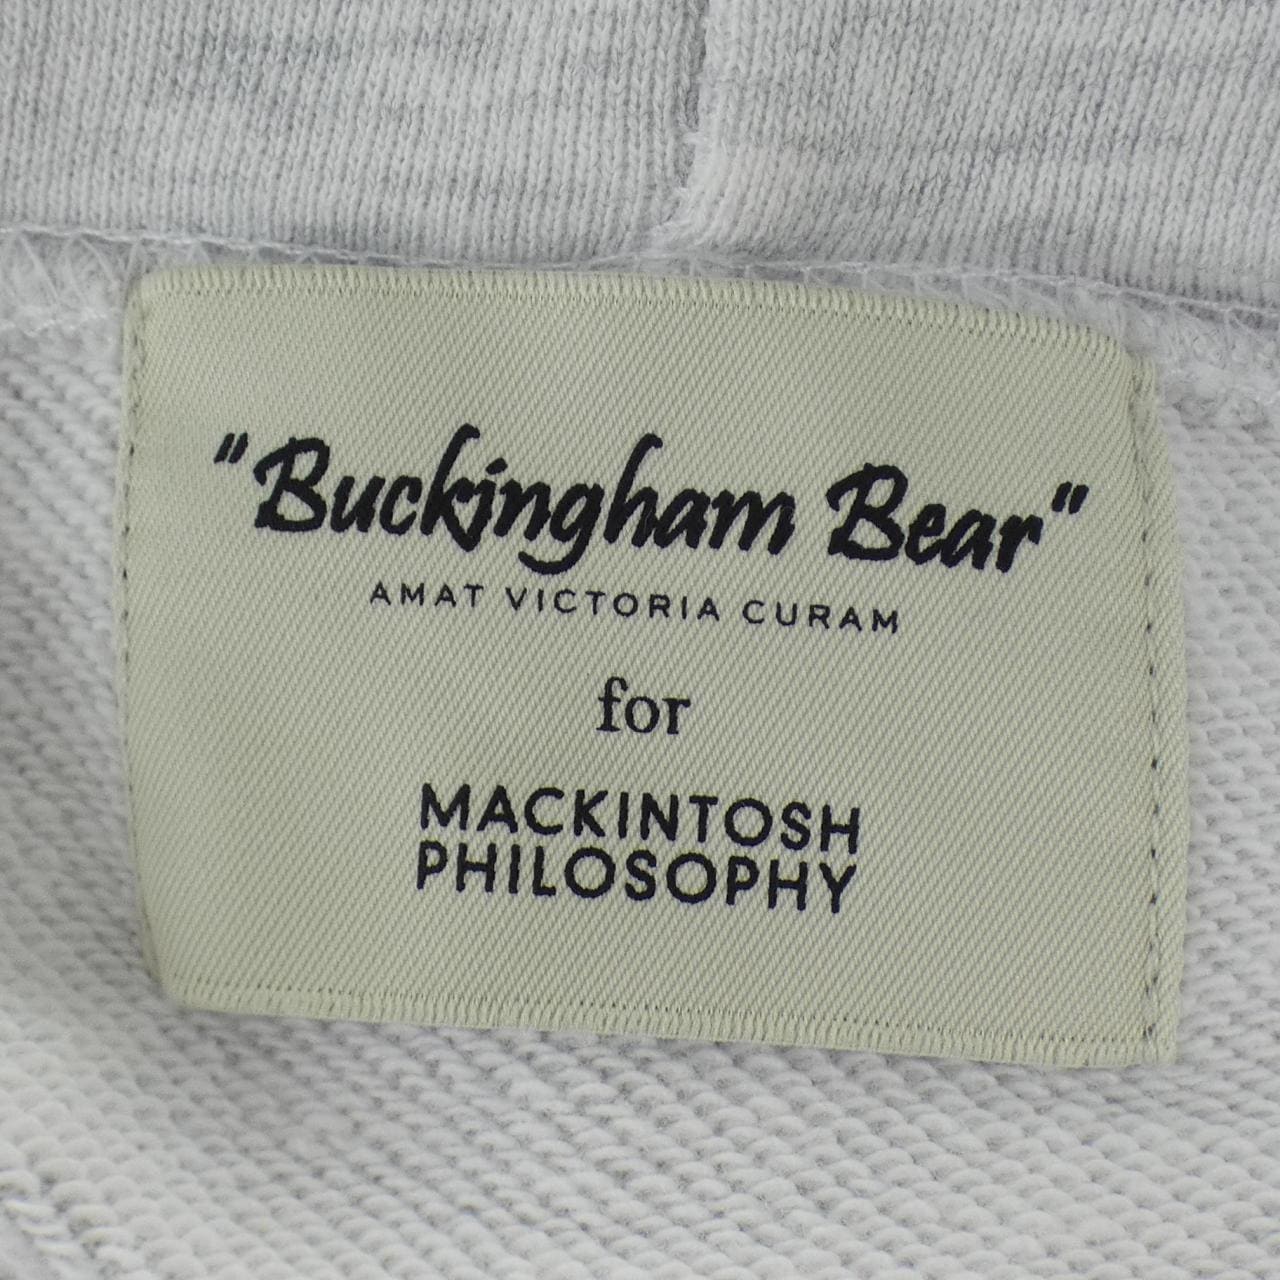 "Buckingham Bear"
AMAT VICTORIA CURAM
for
MACKINTOSH
PHILOSOPHY